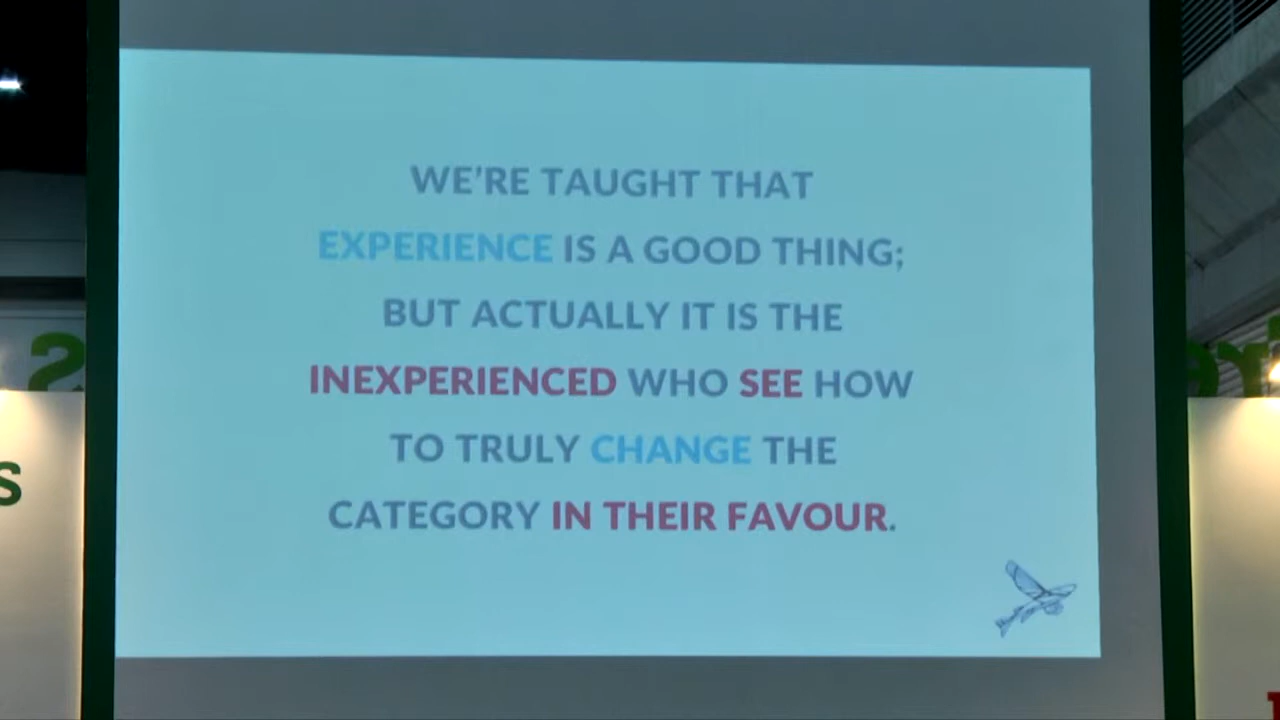 WE'RE TAUGHT THAT
EXPERIENCE IS A GOOD THING;
BUT ACTUALLY IT IS THE
INEXPERIENCED WHO SEE HOW
TO TRULY CHANGE THE
CATEGORY IN THEIR FAVOUR.
S
S